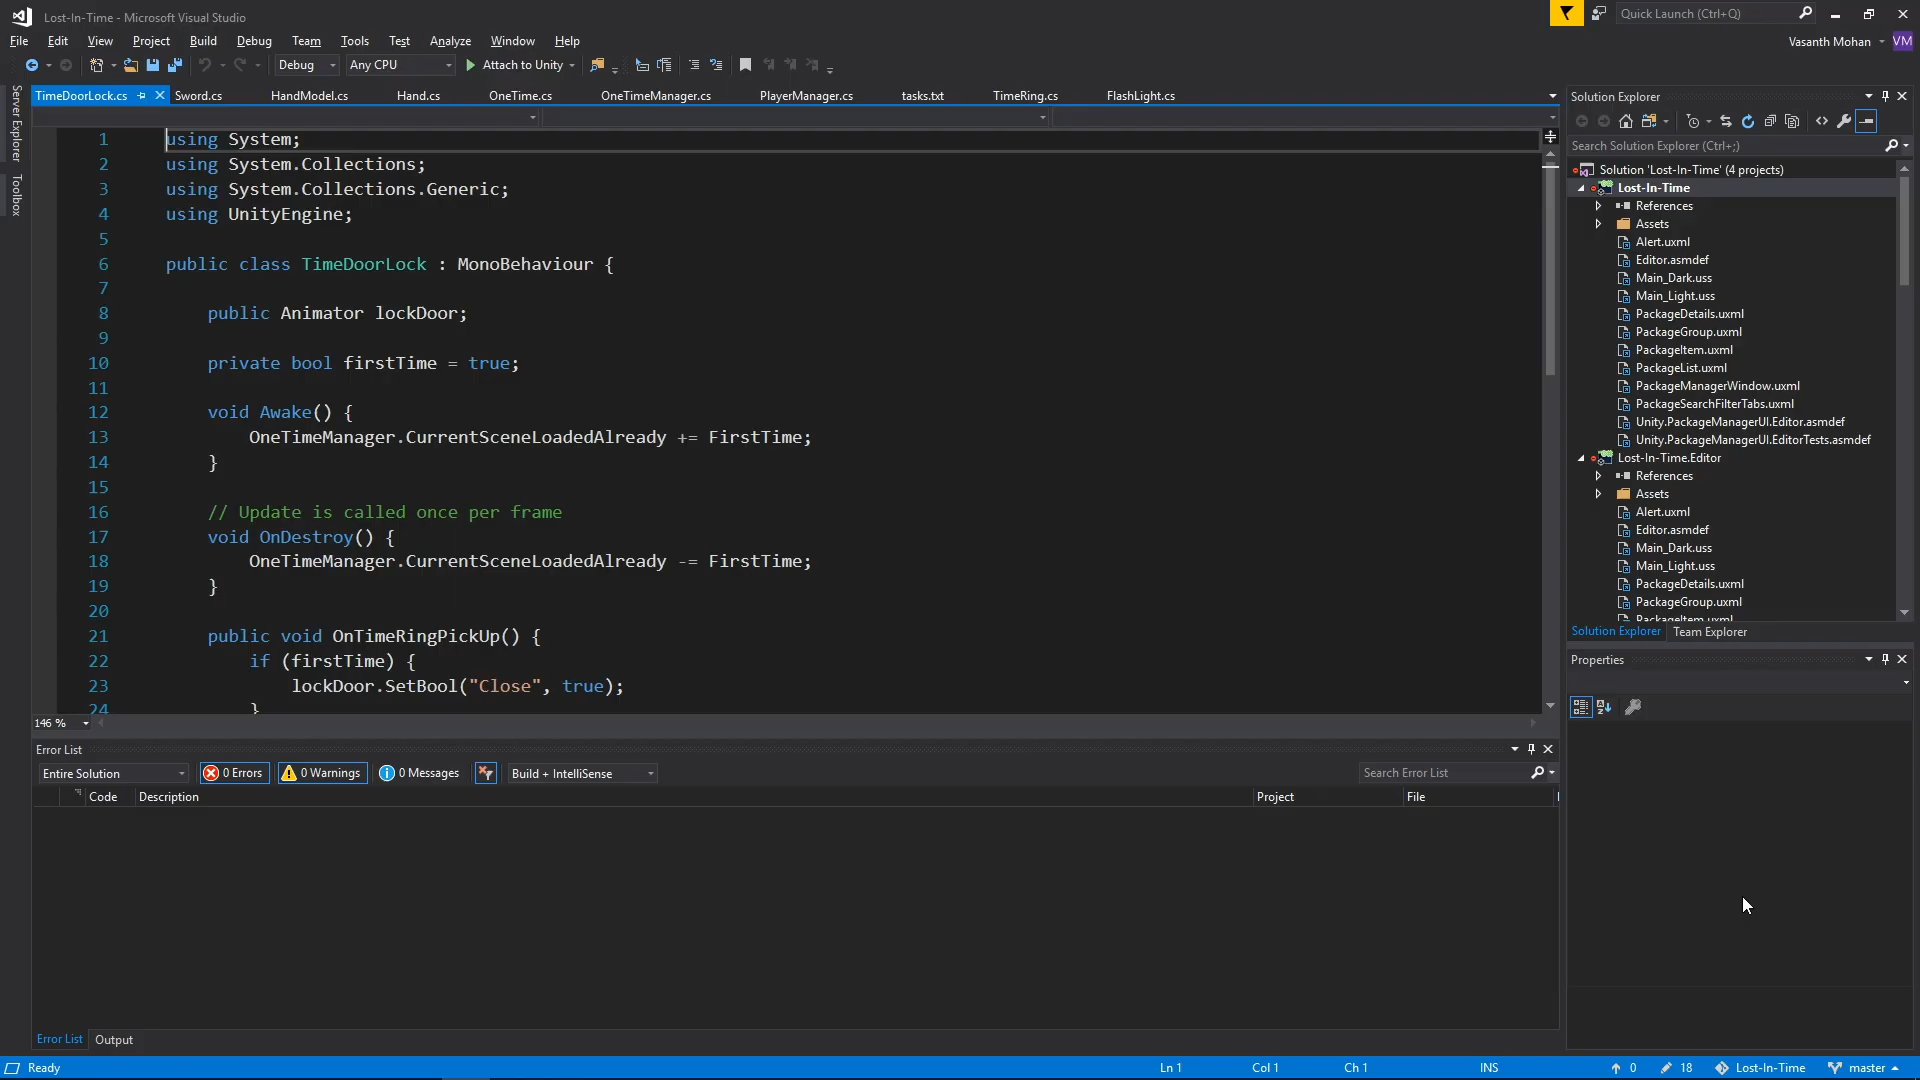 Lost-In-Time - Microsoft Visual Studio
Quick Launch (Ctrl+Q)
File Edit View Project Build Debug Team Tools Test Analyze Window Help
Vasanth Mohan VM
Debug Any CPU Attach to Unity
Server Explorer
Toolbox
TimeDoorLock.cs Sword.cs HandModel.cs Hand.cs OneTime.cs OneTimeManager.cs PlayerManager.cs tasks.txt TimeRing.cs FlashLight.cs
1 using System;
2 using System.Collections;
3 using System.Collections.Generic;
4 using UnityEngine;
5
6 public class TimeDoorLock : MonoBehaviour {
7
8 public Animator lockDoor;
9
10 private bool firstTime = true;
11
12 void Awake() {
13 OneTimeManager.CurrentSceneLoadedAlready += FirstTime;
14 }
15
16 // Update is called once per frame
17 void OnDestroy() {
18 OneTimeManager.CurrentSceneLoadedAlready -= FirstTime;
19 }
20
21 public void OnTimeRingPickUp() {
22 if (firstTime) {
23 lockDoor.SetBool("Close", true);
24 }
146 %
Solution Explorer
Search Solution Explorer (Ctrl+;)
Solution 'Lost-In-Time' (4 projects)
Lost-In-Time
References
Assets
Alert.uxml
Editor.asmdef
Main_Dark.uss
Main_Light.uss
PackageDetails.uxml
PackageGroup.uxml
PackageItem.uxml
PackageList.uxml
PackageManagerWindow.uxml
PackageSearchFilterTabs.uxml
Unity.PackageManagerUI.Editor.asmdef
Unity.PackageManagerUI.EditorTests.asmdef
Lost-In-Time.Editor
References
Assets
Alert.uxml
Editor.asmdef
Main_Dark.uss
Main_Light.uss
PackageDetails.uxml
PackageGroup.uxml
PackageItem.uxml
Solution Explorer Team Explorer
Properties
Error List
Entire Solution 0 Errors 0 Warnings 0 Messages Build + IntelliSense Search Error List
Code Description Project File
Error List Output
Ready Ln 1 Col 1 Ch 1 INS 0 18 Lost-In-Time master